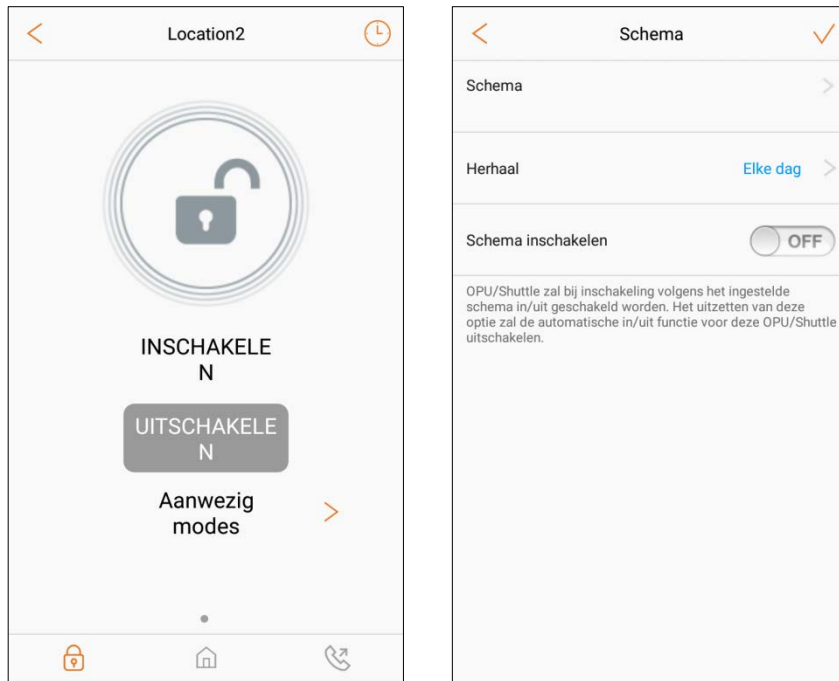 Location2
INSCHAKELE
N
UITSCHAKELE
N
Aanwezig
modes
Schema
Schema
Herhaal Elke dag
Schema inschakelen OFF
OPU/Shuttle zal bij inschakeling volgens het ingestelde
schema in/uit geschakeld worden. Het uitzetten van deze
optie zal de automatische in/uit functie voor deze OPU/Shuttle
uitschakelen.